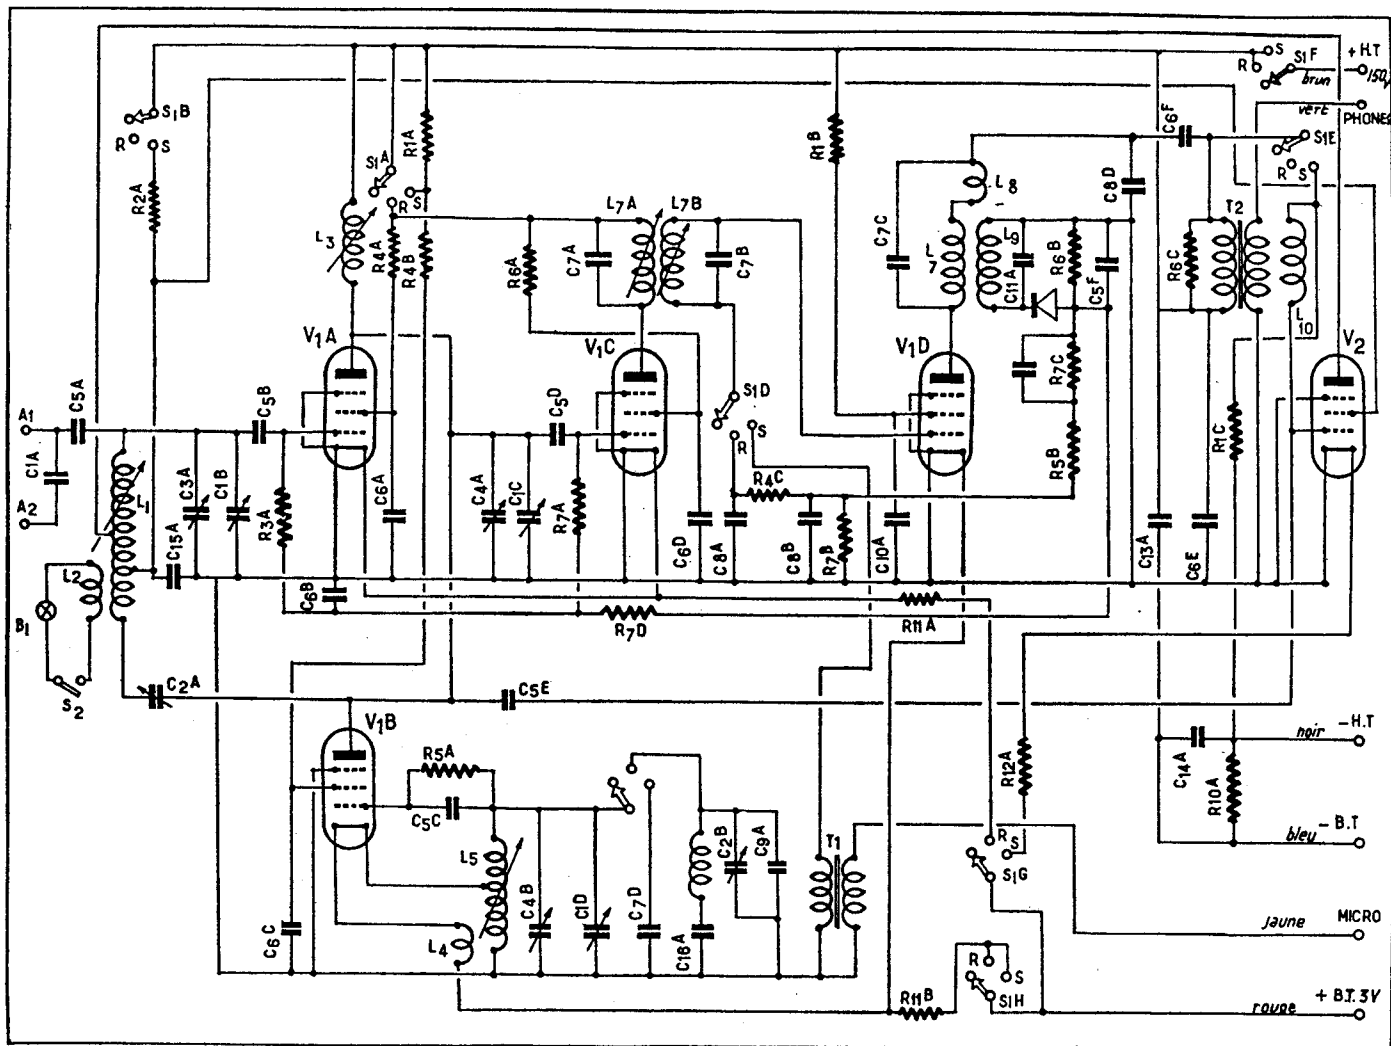 S
S1F
+ H.T
R
brun
150v
vert
PHONES
S1B
R
S
C6F
S1E
R
S
R1A
R1B
S1A
R2A
R
S
L8
C8D
L7A
L7B
T2
L3
R4A
R4B
R6A
C7A
C7B
C7C
L7
L9
C11A
R6B
C5F
R6C
L10
V1A
V1C
V1D
V2
C5A
C5B
C5D
S1D
R7C
A1
C1A
R
S
R1C
A2
L1
C3A
C1B
R3A
C6A
C4A
C1C
R7A
R4C
R5B
C15A
C6D
C8A
C8B
R7B
C10A
C13A
C6E
L2
C6B
B1
R7D
R11A
S2
C2A
C5E
V1B
noir
-H.T
R5A
R12A
C14A
R10A
C5C
T1
R
S
bleu
- B.T
L5
C2B
C9A
S1G
C6C
C4B
C1D
C7D
jaune
MICRO
L4
C16A
R
S
R11B
S1H
rouge
+ B.T.3V